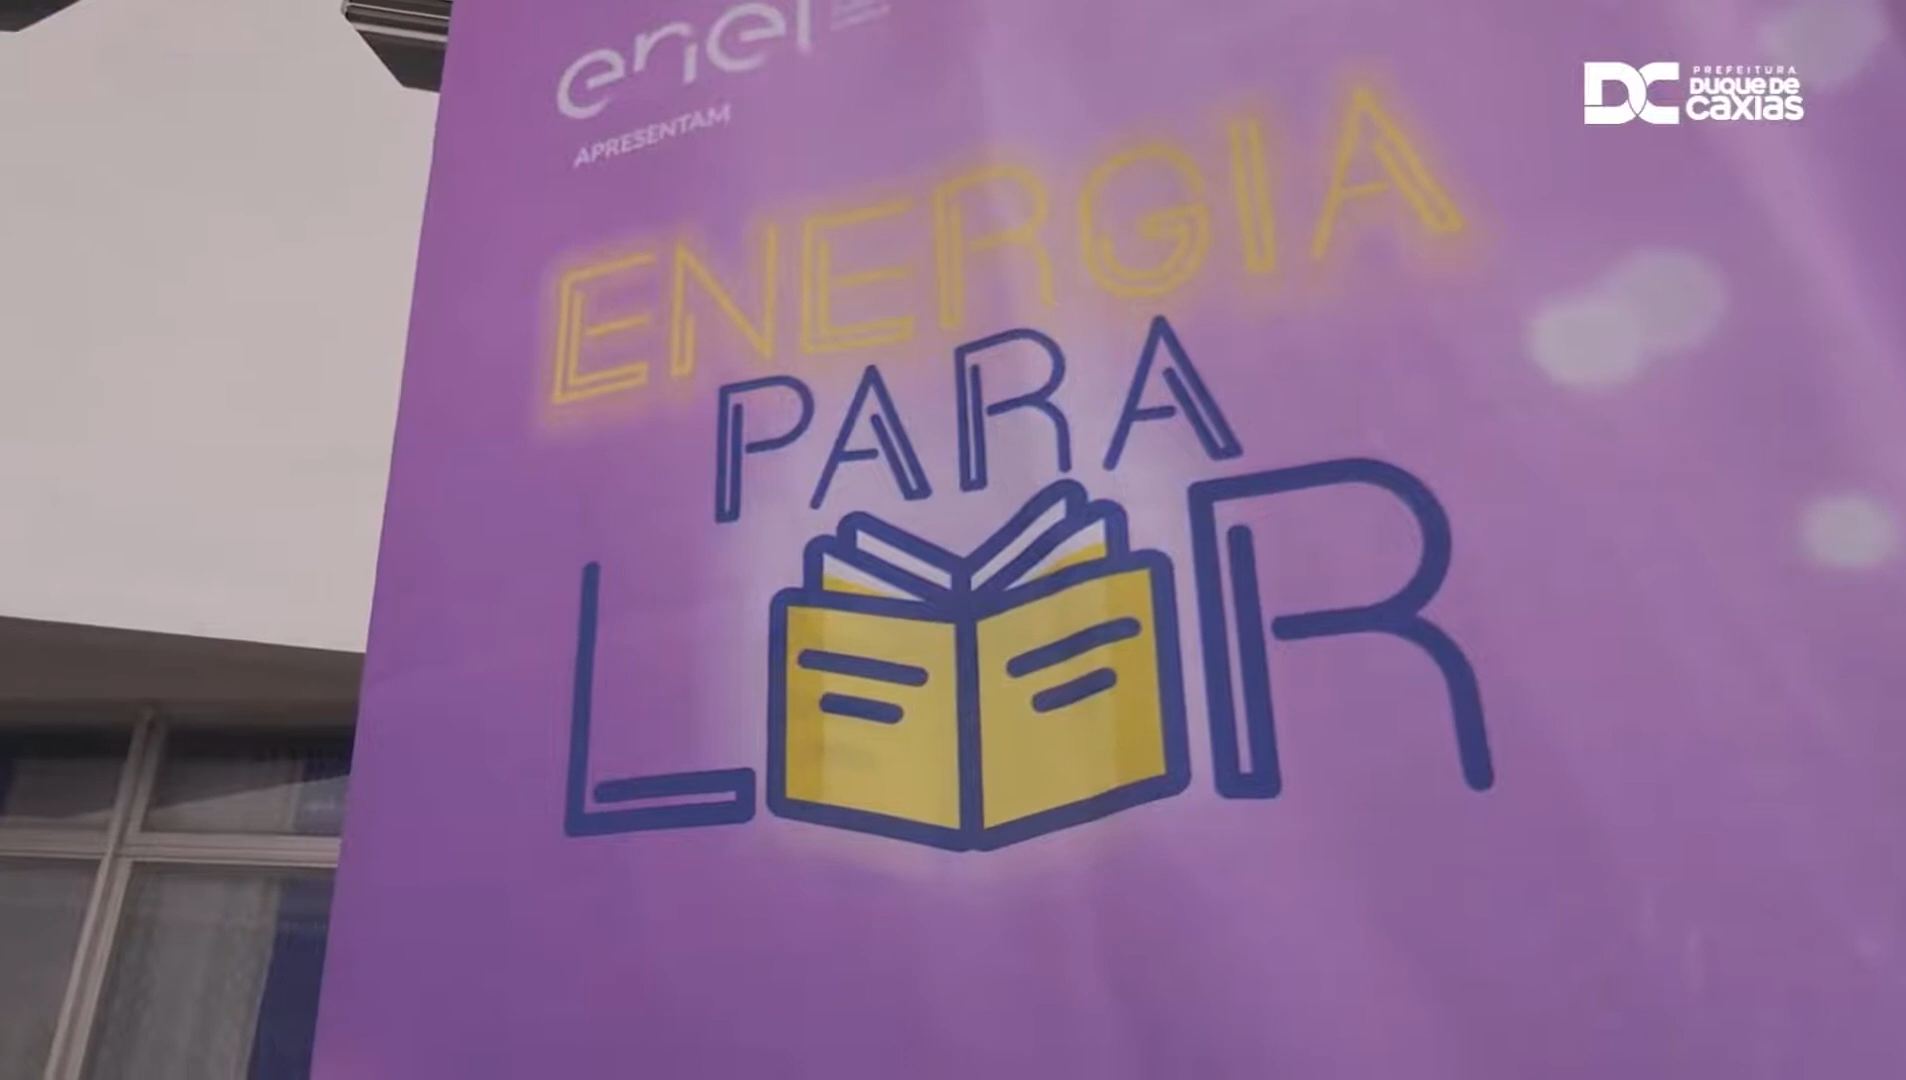 enel
APRESENTAM
ENERGIA
PARA
LER
DC PREFEITURA
DUQUE DE
CAXIAS